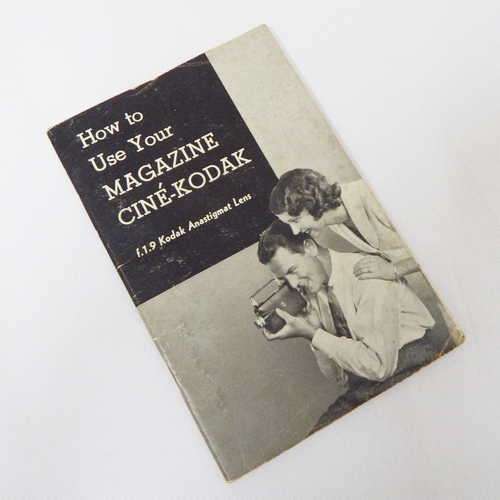 How to
Use Your
MAGAZINE
CINÉ-KODAK
f.1.9 Kodak Anastigmat Lens